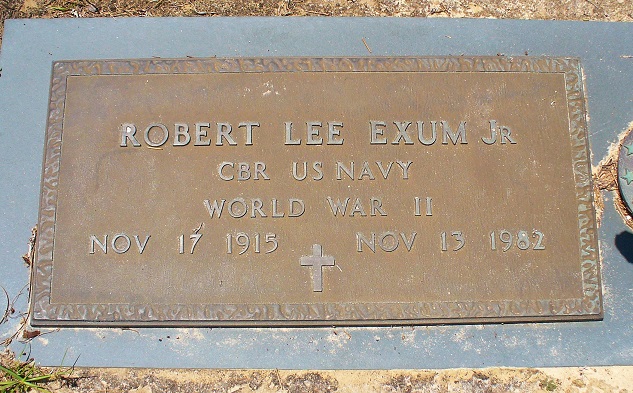 ROBERT LEE EXUM JR
CBR US NAVY
WORLD WAR II
NOV 17 1915 NOV 13 1982